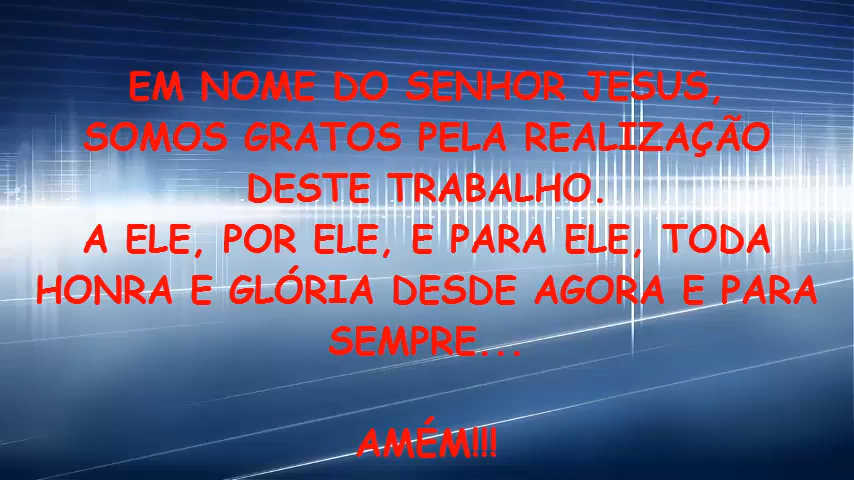 EM NOME DO SENHOR JESUS,
SOMOS GRATOS PELA REALIZAÇÃO
DESTE TRABALHO.
A ELE, POR ELE, E PARA ELE, TODA
HONRA E GLÓRIA DESDE AGORA E PARA
SEMPRE...
AMÉM!!!